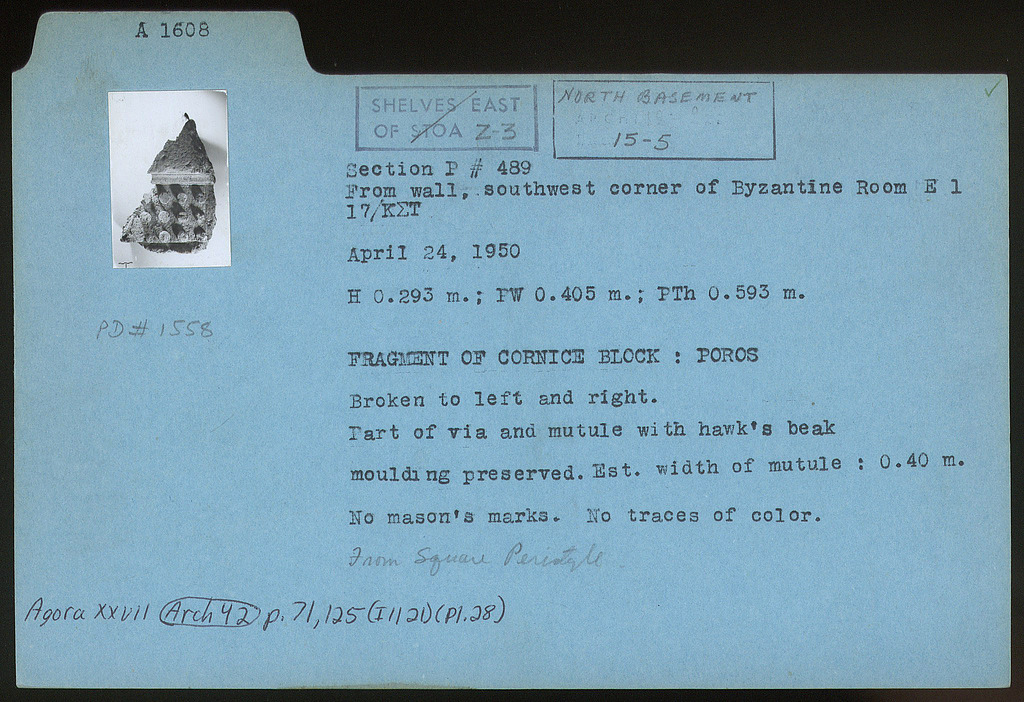 A 1608
SHELVES EAST
OF STOA Z-3
NORTH BASEMENT
15-5
Section P # 489
From wall, southwest corner of Byzantine Room E 1
17/ΚΣΤ
April 24, 1950
H 0.293 m.; PW 0.405 m.; PTh 0.593 m.
PD# 1558
FRAGMENT OF CORNICE BLOCK : POROS
Broken to left and right.
Part of via and mutule with hawk's beak
moulding preserved. Est. width of mutule : 0.40 m.
No mason's marks. No traces of color.
From Square Peristyle
Agora XXVII Arch 42 p. 71, 125 (Ill 21) (Pl. 28)